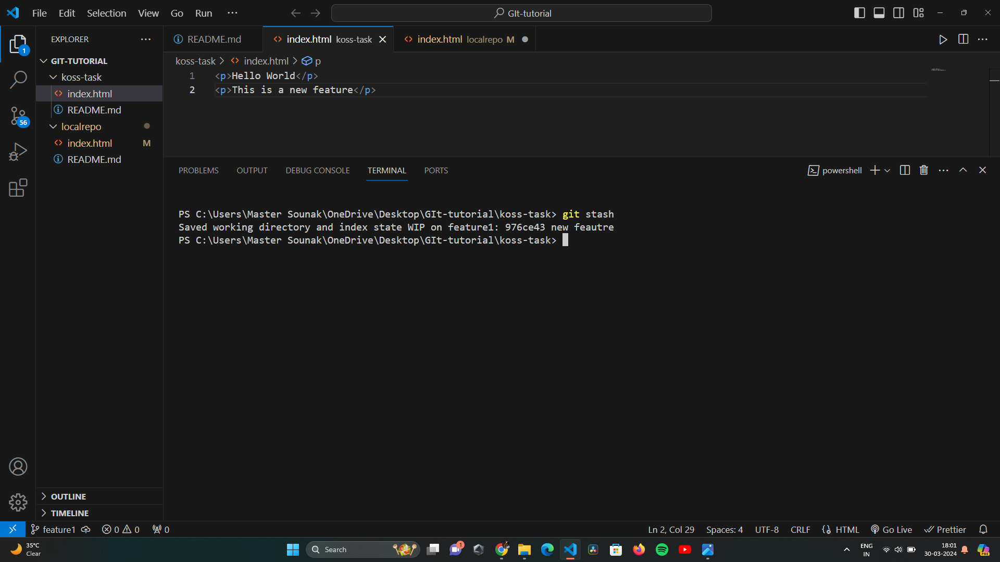 File Edit Selection View Go Run ···
GIt-tutorial
EXPLORER ···
README.md
index.html koss-task
index.html localrepo M
1
GIT-TUTORIAL
koss-task
index.html
README.md
localrepo
index.html M
README.md
56
koss-task > index.html > p
1 <p>Hello World</p>
2 <p>This is a new feature</p>
PROBLEMS OUTPUT DEBUG CONSOLE TERMINAL PORTS
powershell
PS C:\Users\Master Sounak\OneDrive\Desktop\GIt-tutorial\koss-task> git stash
Saved working directory and index state WIP on feature1: 976ce43 new feautre
PS C:\Users\Master Sounak\OneDrive\Desktop\GIt-tutorial\koss-task>
OUTLINE
TIMELINE
feature1 0 0 0
Ln 2, Col 29 Spaces: 4 UTF-8 CRLF HTML Go Live Prettier
35°C
Clear
Search
1
ENG
IN
18:01
30-03-2024
PRE